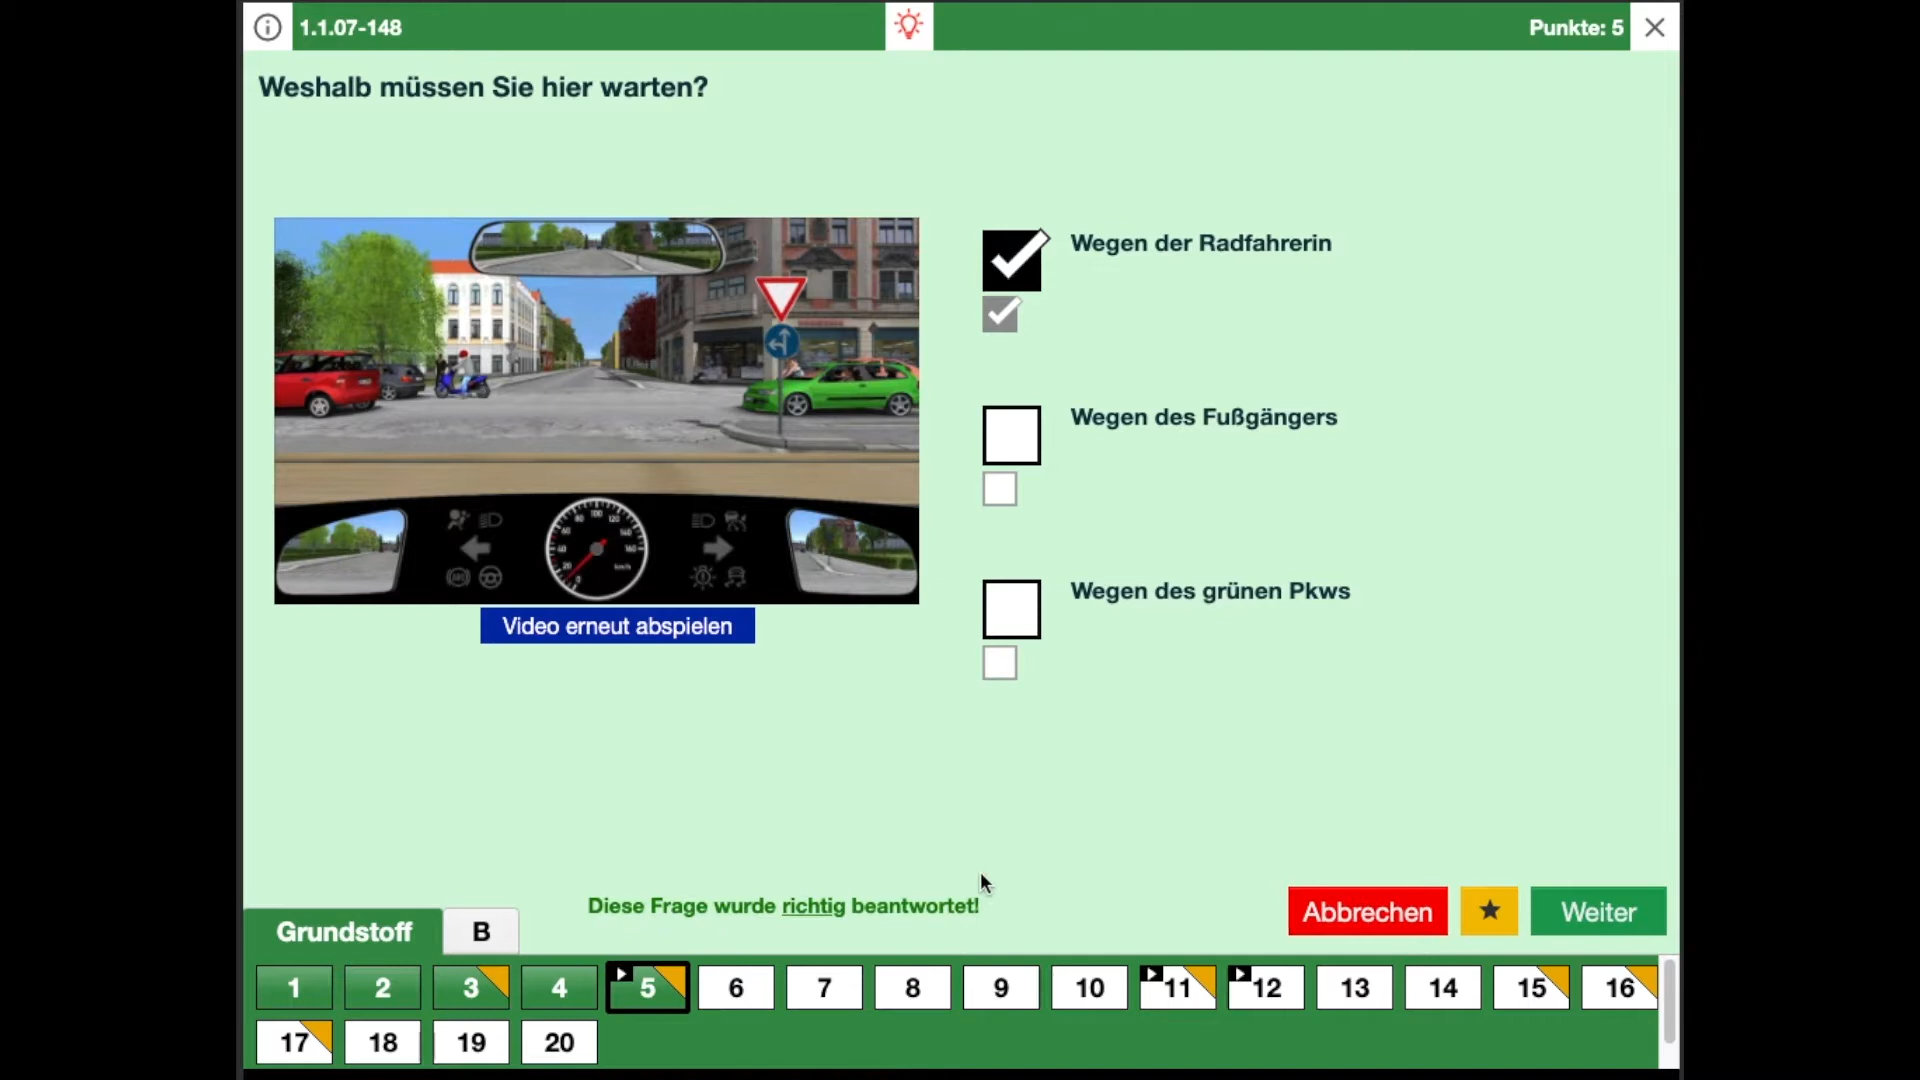 1.1.07-148
Punkte: 5
Weshalb müssen Sie hier warten?
Wegen der Radfahrerin
Wegen des Fußgängers
Wegen des grünen Pkws
Video erneut abspielen
Diese Frage wurde richtig beantwortet!
Abbrechen
Weiter
Grundstoff
B
1 2 3 4 5 6 7 8 9 10 11 12 13 14 15 16
17 18 19 20